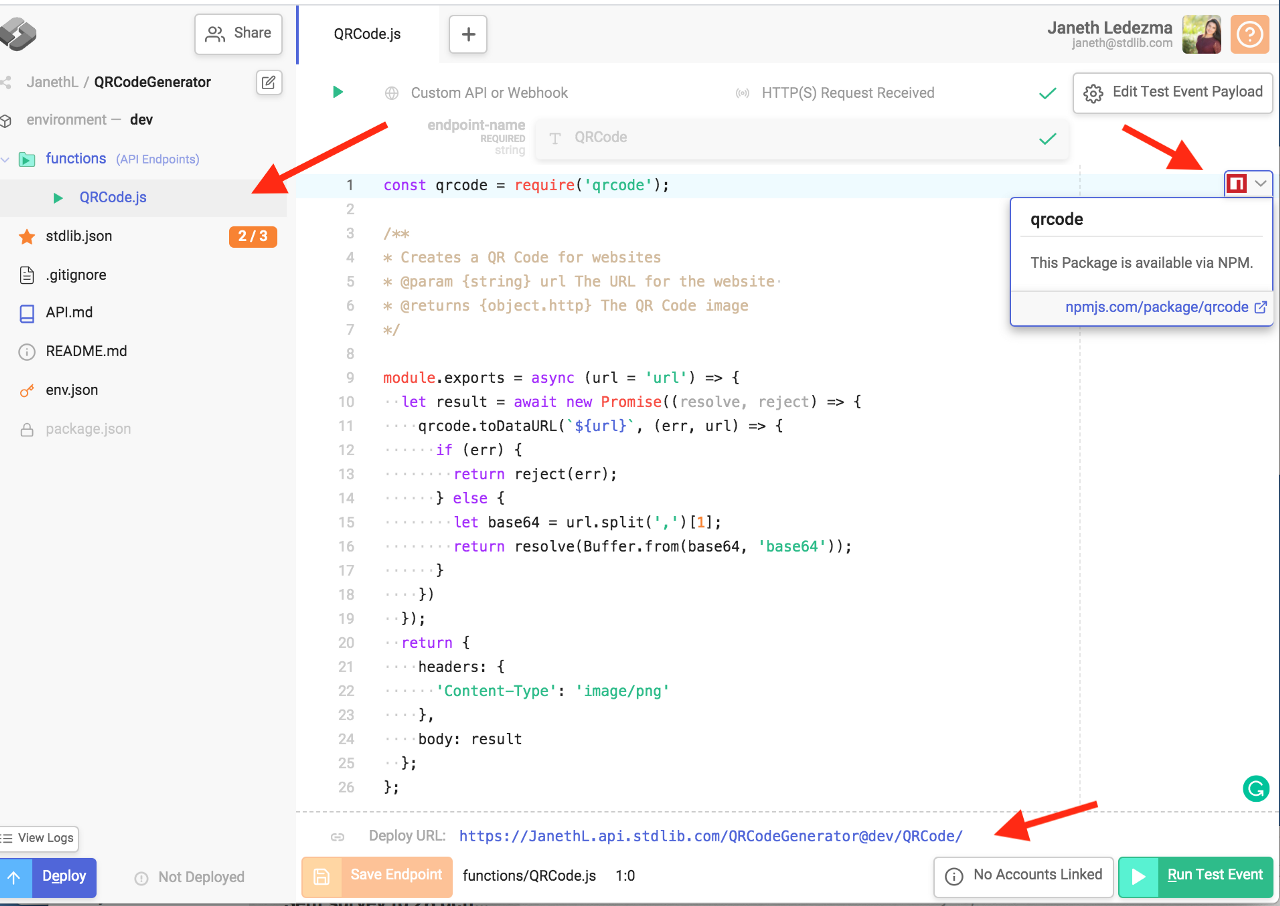 Share
QRCode.js
+
Janeth Ledezma
janeth@stdlib.com
JanethL / QRCodeGenerator
Custom API or Webhook
HTTP(S) Request Received
Edit Test Event Payload
environment — dev
endpoint-name
REQUIRED
string
QRCode
functions (API Endpoints)
QRCode.js
stdlib.json
2 / 3
.gitignore
API.md
README.md
env.json
package.json
1 const qrcode = require('qrcode');
2
3 /**
4 * Creates a QR Code for websites
5 * @param {string} url The URL for the website·
6 * @returns {object.http} The QR Code image
7 */
8
9 module.exports = async (url = 'url') => {
10 ··let result = await new Promise((resolve, reject) => {
11 ····qrcode.toDataURL(`${url}`, (err, url) => {
12 ······if (err) {
13 ········return reject(err);
14 ······} else {
15 ········let base64 = url.split(',')[1];
16 ········return resolve(Buffer.from(base64, 'base64'));
17 ······}
18 ····})
19 ··});
20 ··return {
21 ····headers: {
22 ······'Content-Type': 'image/png'
23 ····},
24 ····body: result
25 ··};
26 };
qrcode
This Package is available via NPM.
npmjs.com/package/qrcode
View Logs
Deploy URL: https://JanethL.api.stdlib.com/QRCodeGenerator@dev/QRCode/
Deploy
Not Deployed
Save Endpoint
functions/QRCode.js 1:0
No Accounts Linked
Run Test Event